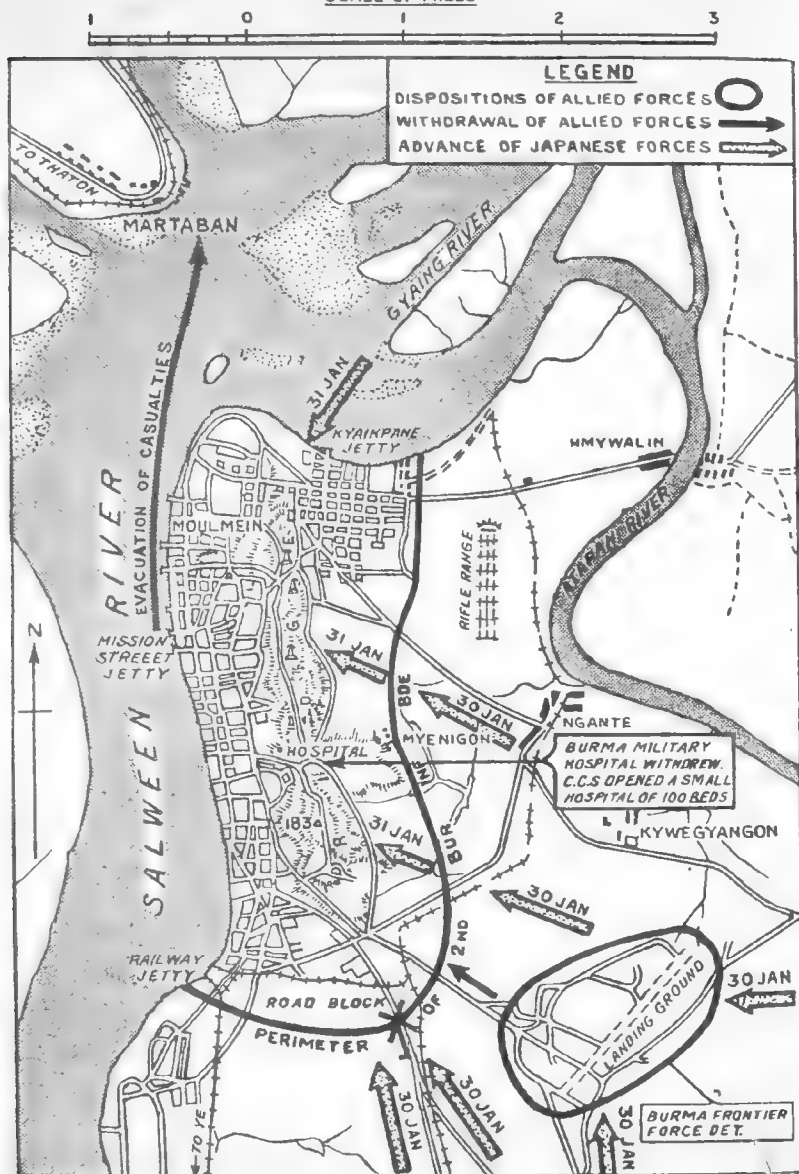 1 0 1 2 3
LEGEND
DISPOSITIONS OF ALLIED FORCES
WITHDRAWAL OF ALLIED FORCES
ADVANCE OF JAPANESE FORCES
TO THATON
MARTABAN
GYAING RIVER
31 JAN
KYAIKPANE
JETTY
HMYWALIN
ATARAN RIVER
EVACUATION OF CASUALTIES
MOULMEIN
RIFLE RANGE
RIVER
SALWEEN
MISSION
STREEET
JETTY
Z
31 JAN
30 JAN
NGANTE
MYENIGON
HOSPITAL
BURMA MILITARY
HOSPITAL WITHDREW.
C.C.S OPENED A SMALL
HOSPITAL OF 100 BEDS
KYWEGYANGON
183
31 JAN
30 JAN
RIDGE
PERIMETER OF 2ND BUR INF BDE
RAILWAY
JETTY
ROAD BLOCK
LANDING GROUND
30 JAN
30 JAN
30 JAN
30 JAN
BURMA FRONTIER
FORCE DET.
TO YE